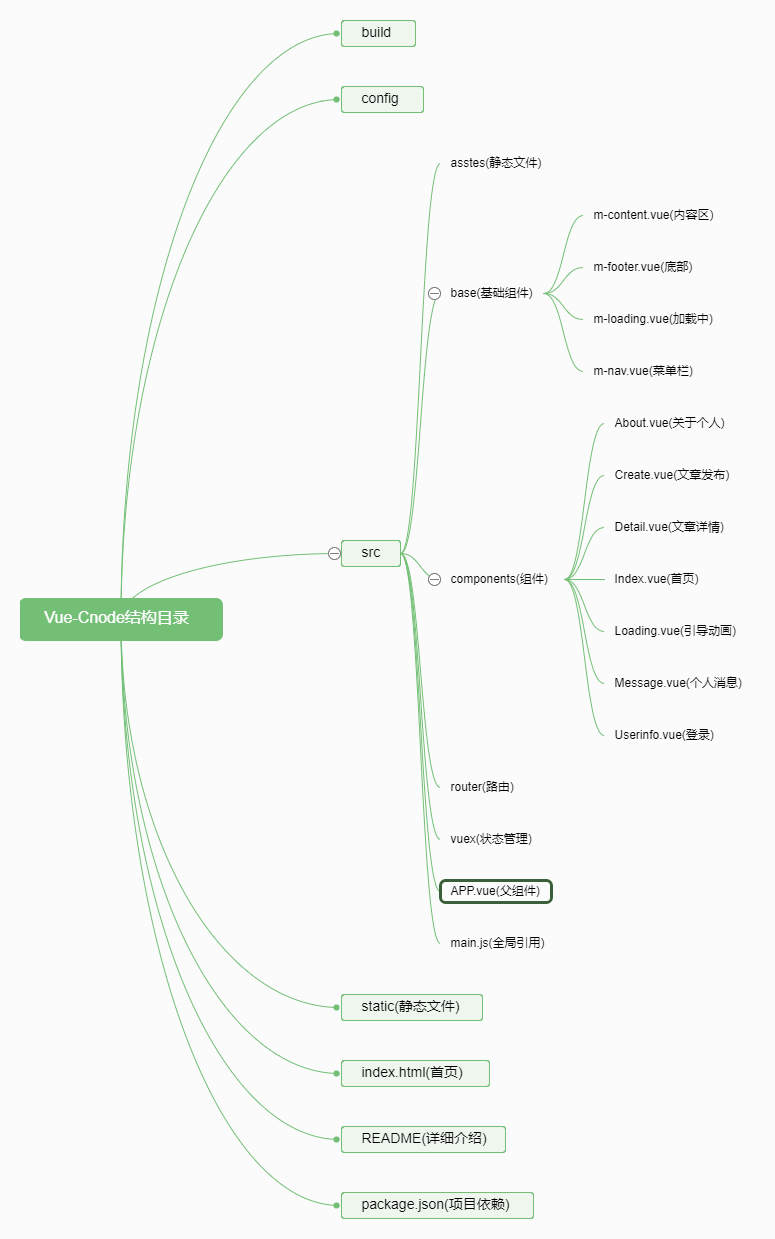 build
config
asstes(静态文件)
m-content.vue(内容区)
m-footer.vue(底部)
base(基础组件)
m-loading.vue(加载中)
m-nav.vue(菜单栏)
About.vue(关于个人)
Create.vue(文章发布)
Detail.vue(文章详情)
src
components(组件)
Index.vue(首页)
Vue-Cnode结构目录
Loading.vue(引导动画)
Message.vue(个人消息)
Userinfo.vue(登录)
router(路由)
vuex(状态管理)
APP.vue(父组件)
main.js(全局引用)
static(静态文件)
index.html(首页)
README(详细介绍)
package.json(项目依赖)